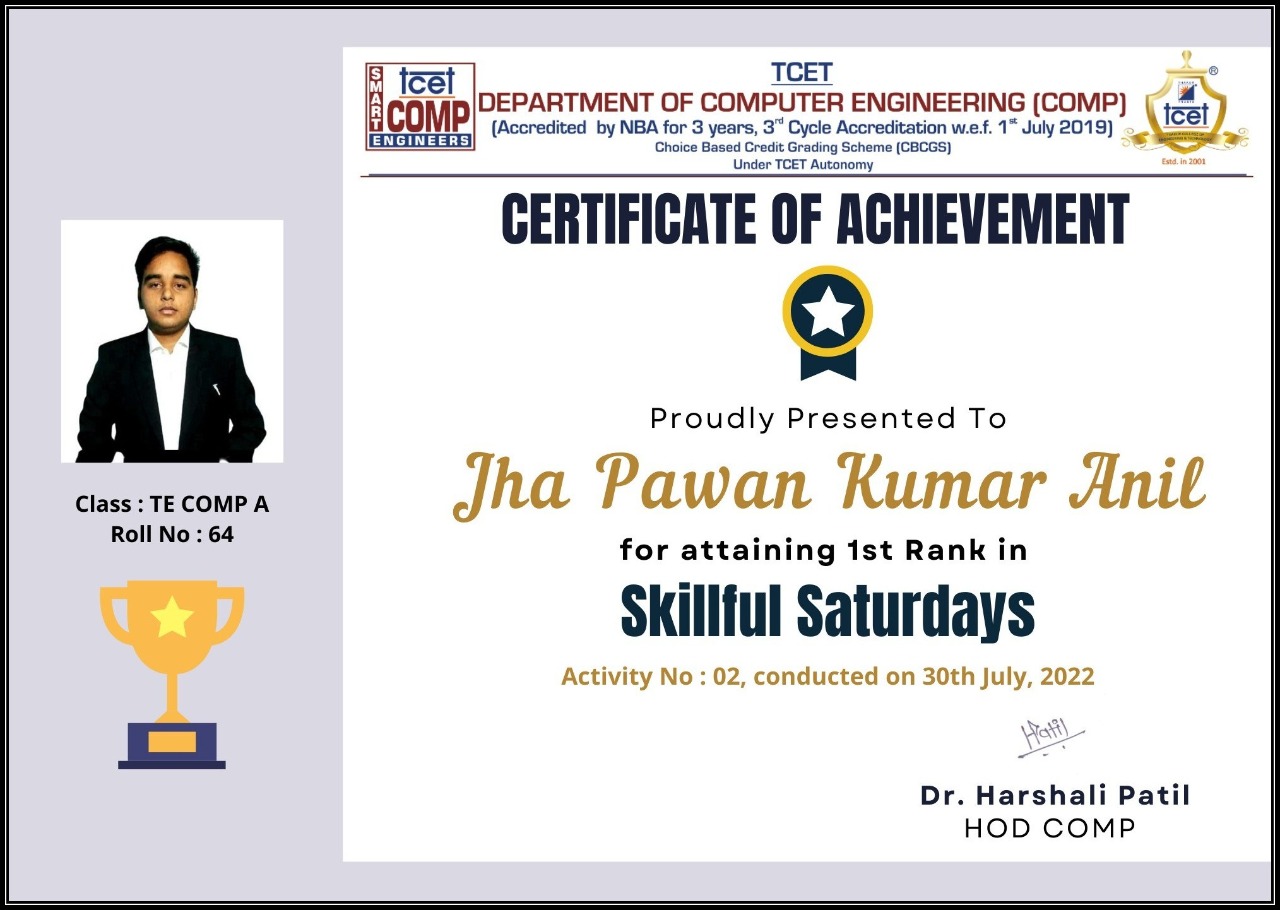 SMART
tcet
COMP
ENGINEERS
TCET
DEPARTMENT OF COMPUTER ENGINEERING (COMP)
(Accredited by NBA for 3 years, 3rd Cycle Accreditation w.e.f. 1st July 2019)
Choice Based Credit Grading Scheme (CBCGS)
Under TCET Autonomy
®
tcet
Estd. in 2001
CERTIFICATE OF ACHIEVEMENT
Proudly Presented To
Jha Pawan Kumar Anil
for attaining 1st Rank in
Skillful Saturdays
Activity No : 02, conducted on 30th July, 2022
HPatil
Dr. Harshali Patil
HOD COMP
Class : TE COMP A
Roll No : 64